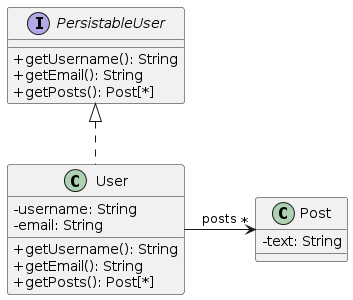 I PersistableUser
+getUsername(): String
+getEmail(): String
+getPosts(): Post[*]
C User
-username: String
-email: String
+getUsername(): String
+getEmail(): String
+getPosts(): Post[*]
posts *
C Post
-text: String